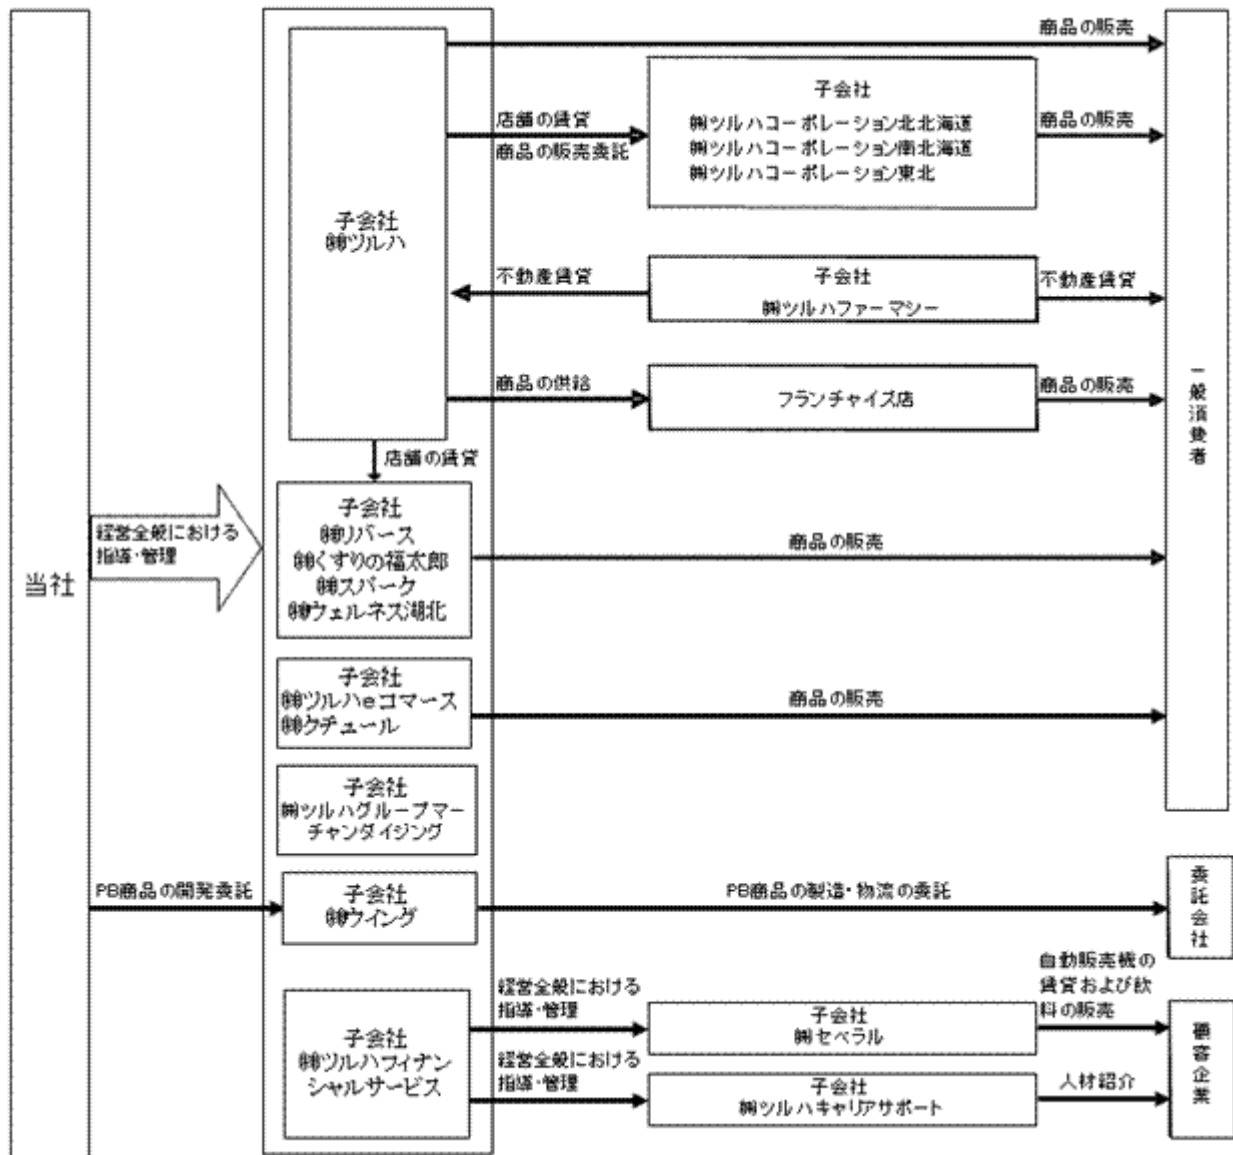 当社
経営全般における
指導・管理
PB商品の開発委託
子会社
㈱ツルハ
商品の販売
店舗の賃貸
商品の販売委託
子会社
㈱ツルハコーポレーション北北海道
㈱ツルハコーポレーション南北海道
㈱ツルハコーポレーション東北
商品の販売
不動産賃貸
子会社
㈱ツルハファーマシー
不動産賃貸
商品の供給
フランチャイズ店
商品の販売
店舗の賃貸
子会社
㈱リバース
㈱くすりの福太郎
㈱スパーク
㈱ウェルネス湖北
商品の販売
子会社
㈱ツルハeコマース
㈱クチュール
商品の販売
子会社
㈱ツルハグループマー
チャンダイジング
子会社
㈱ウイング
PB商品の製造・物流の委託
子会社
㈱ツルハフィナン
シャルサービス
経営全般における
指導・管理
子会社
㈱セベラル
自動販売機の
賃貸および飲
料の販売
経営全般における
指導・管理
子会社
㈱ツルハキャリアサポート
人材紹介
一般消費者
委託会社
顧客企業